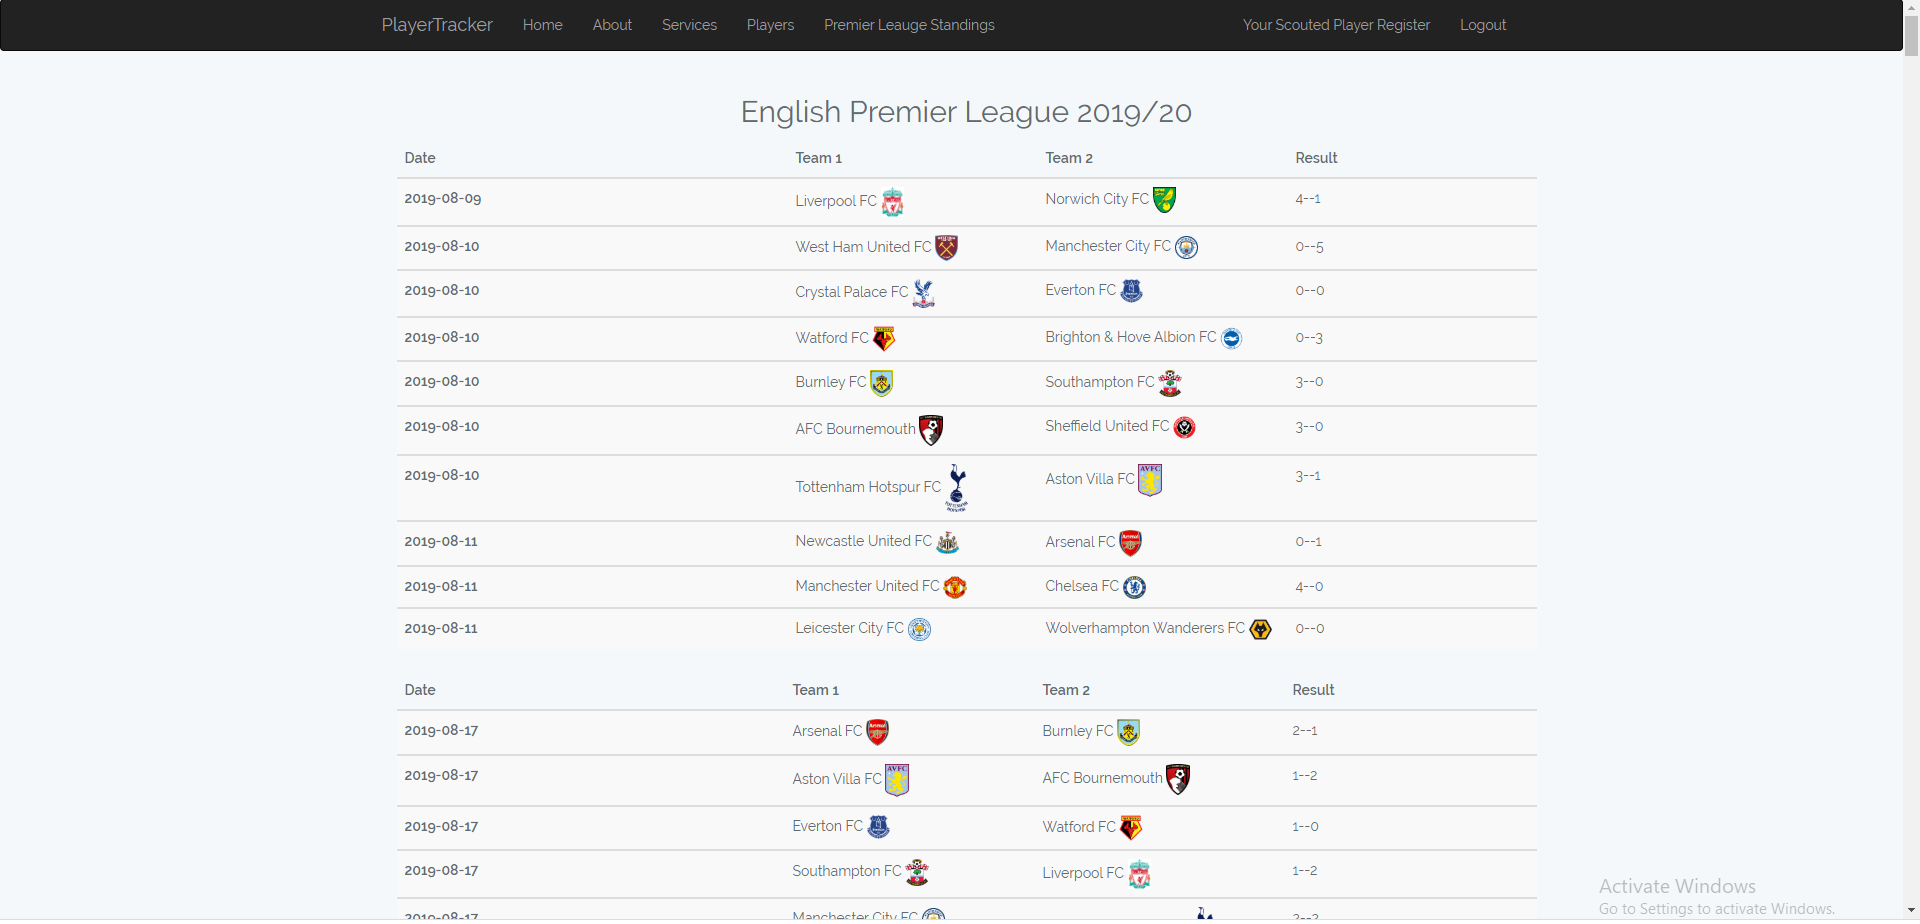 PlayerTracker Home About Services Players Premier Leauge Standings Your Scouted Player Register Logout
English Premier League 2019/20
Date Team 1 Team 2 Result
2019-08-09 Liverpool FC Norwich City FC 4--1
2019-08-10 West Ham United FC Manchester City FC 0--5
2019-08-10 Crystal Palace FC Everton FC 0--0
2019-08-10 Watford FC Brighton & Hove Albion FC 0--3
2019-08-10 Burnley FC Southampton FC 3--0
2019-08-10 AFC Bournemouth Sheffield United FC 3--0
2019-08-10 Tottenham Hotspur FC Aston Villa FC 3--1
2019-08-11 Newcastle United FC Arsenal FC 0--1
2019-08-11 Manchester United FC Chelsea FC 4--0
2019-08-11 Leicester City FC Wolverhampton Wanderers FC 0--0
Date Team 1 Team 2 Result
2019-08-17 Arsenal FC Burnley FC 2--1
2019-08-17 Aston Villa FC AFC Bournemouth 1--2
2019-08-17 Everton FC Watford FC 1--0
2019-08-17 Southampton FC Liverpool FC 1--2
2019-08-17 Manchester City FC 2--2
Activate Windows
Go to Settings to activate Windows.